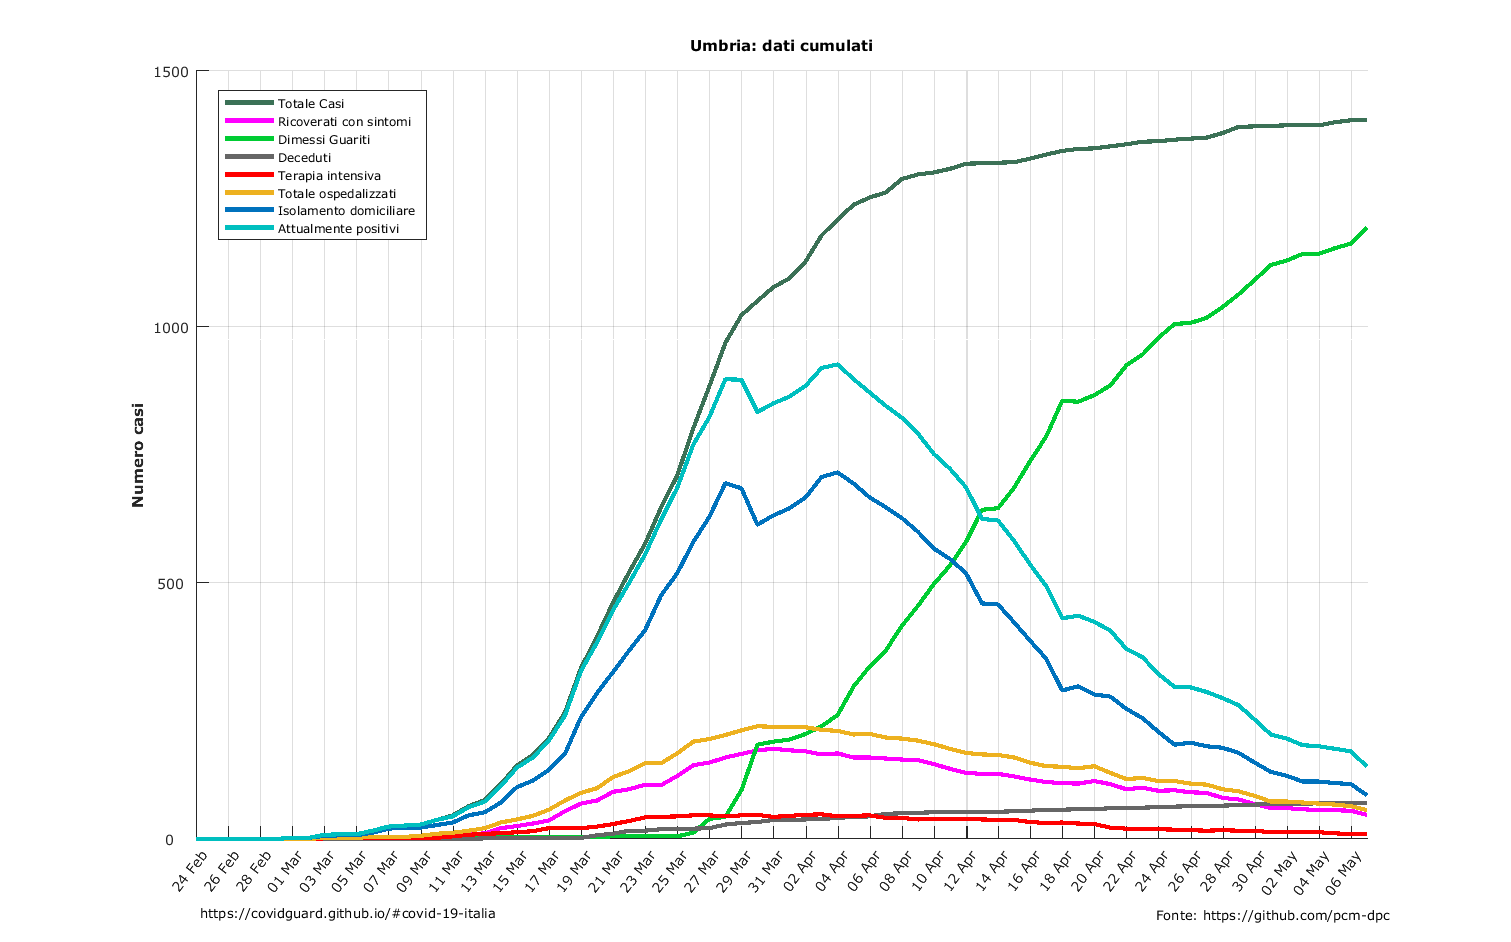 Umbria: dati cumulati
1500
1000
500
0
Numero casi
Totale Casi
Ricoverati con sintomi
Dimessi Guariti
Deceduti
Terapia intensiva
Totale ospedalizzati
Isolamento domiciliare
Attualmente positivi
24 Feb
26 Feb
28 Feb
01 Mar
03 Mar
05 Mar
07 Mar
09 Mar
11 Mar
13 Mar
15 Mar
17 Mar
19 Mar
21 Mar
23 Mar
25 Mar
27 Mar
29 Mar
31 Mar
02 Apr
04 Apr
06 Apr
08 Apr
10 Apr
12 Apr
14 Apr
16 Apr
18 Apr
20 Apr
22 Apr
24 Apr
26 Apr
28 Apr
30 Apr
02 May
04 May
06 May
https://covidguard.github.io/#covid-19-italia
Fonte: https://github.com/pcm-dpc